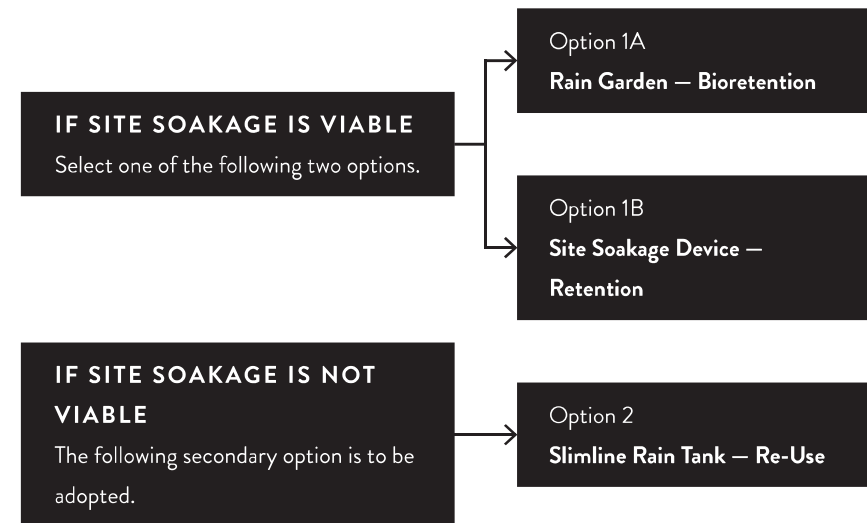 IF SITE SOAKAGE IS VIABLE
Select one of the following two options.
Option 1A
Rain Garden — Bioretention
Option 1B
Site Soakage Device —
Retention
IF SITE SOAKAGE IS NOT
VIABLE
The following secondary option is to be
adopted.
Option 2
Slimline Rain Tank — Re-Use